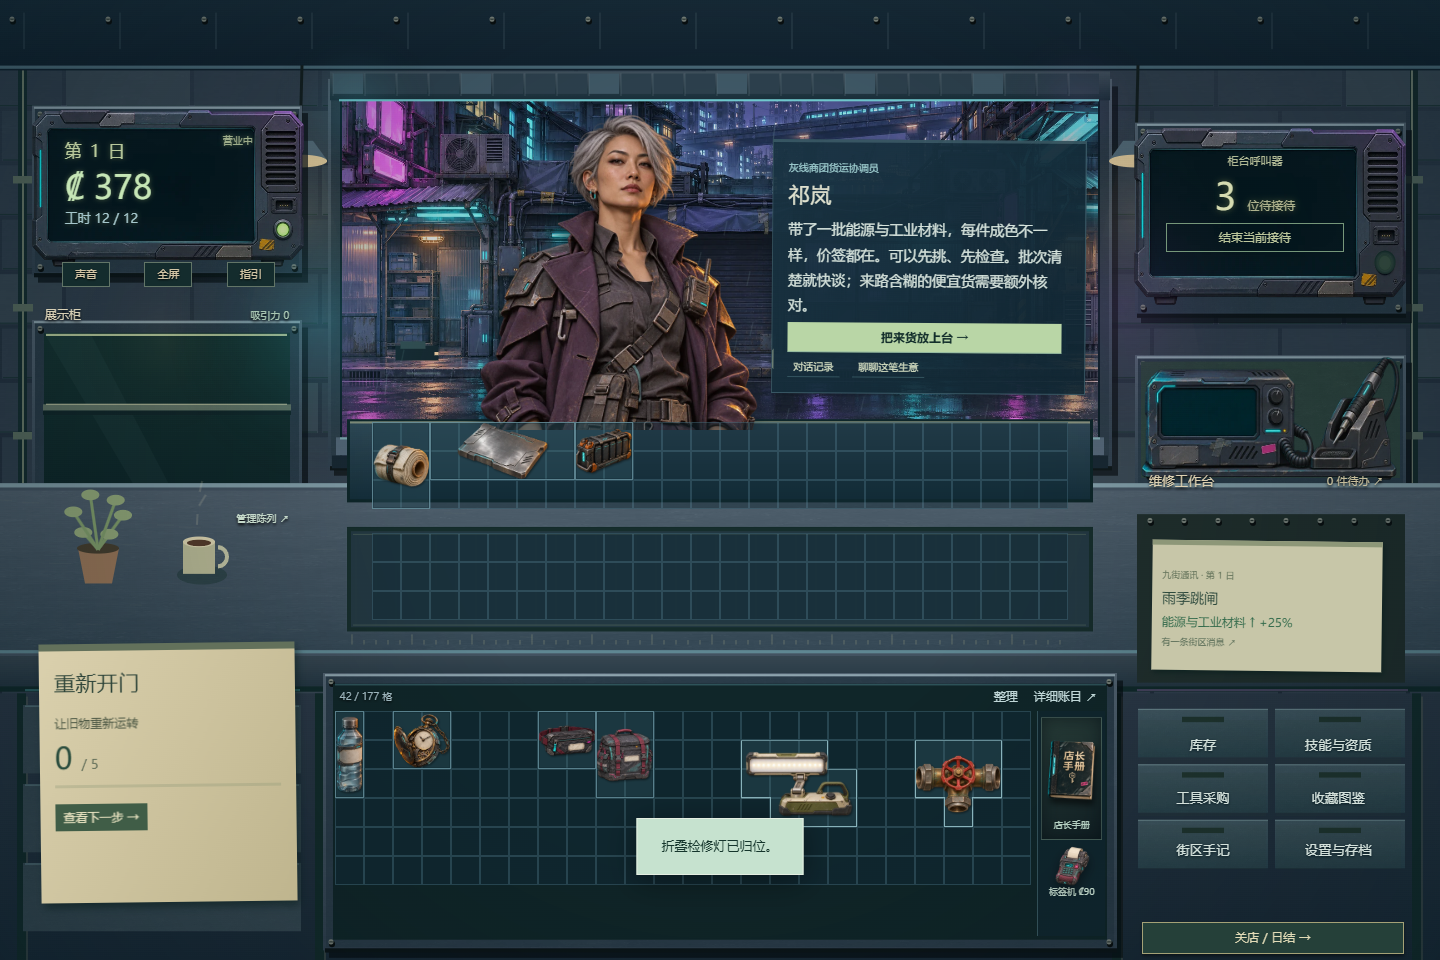 第 1 日
营业中
₡ 378
工时 12 / 12
声音
全屏
指引
展示柜
吸引力 0
管理陈列 ↗
灰线商团货运协调员
祁岚
带了一批能源与工业材料，每件成色不一
样，价签都在。可以先挑、先检查。批次清
楚就快谈；来路含糊的便宜货需要额外核
对。
把来货放上台 →
对话记录
聊聊这笔生意
柜台呼叫器
3 位待接待
结束当前接待
维修工作台
0 件待办 ↗
九街通讯 · 第 1 日
雨季跳闸
能源与工业材料 ↑ +25%
有一条街区消息 ↗
重新开门
让旧物重新运转
0 / 5
查看下一步 →
42 / 177 格
整理
详细账目 ↗
店长
手册
店长手册
标签机 ₡90
折叠检修灯已归位。
库存
技能与资质
工具采购
收藏图鉴
街区手记
设置与存档
关店 / 日结 →